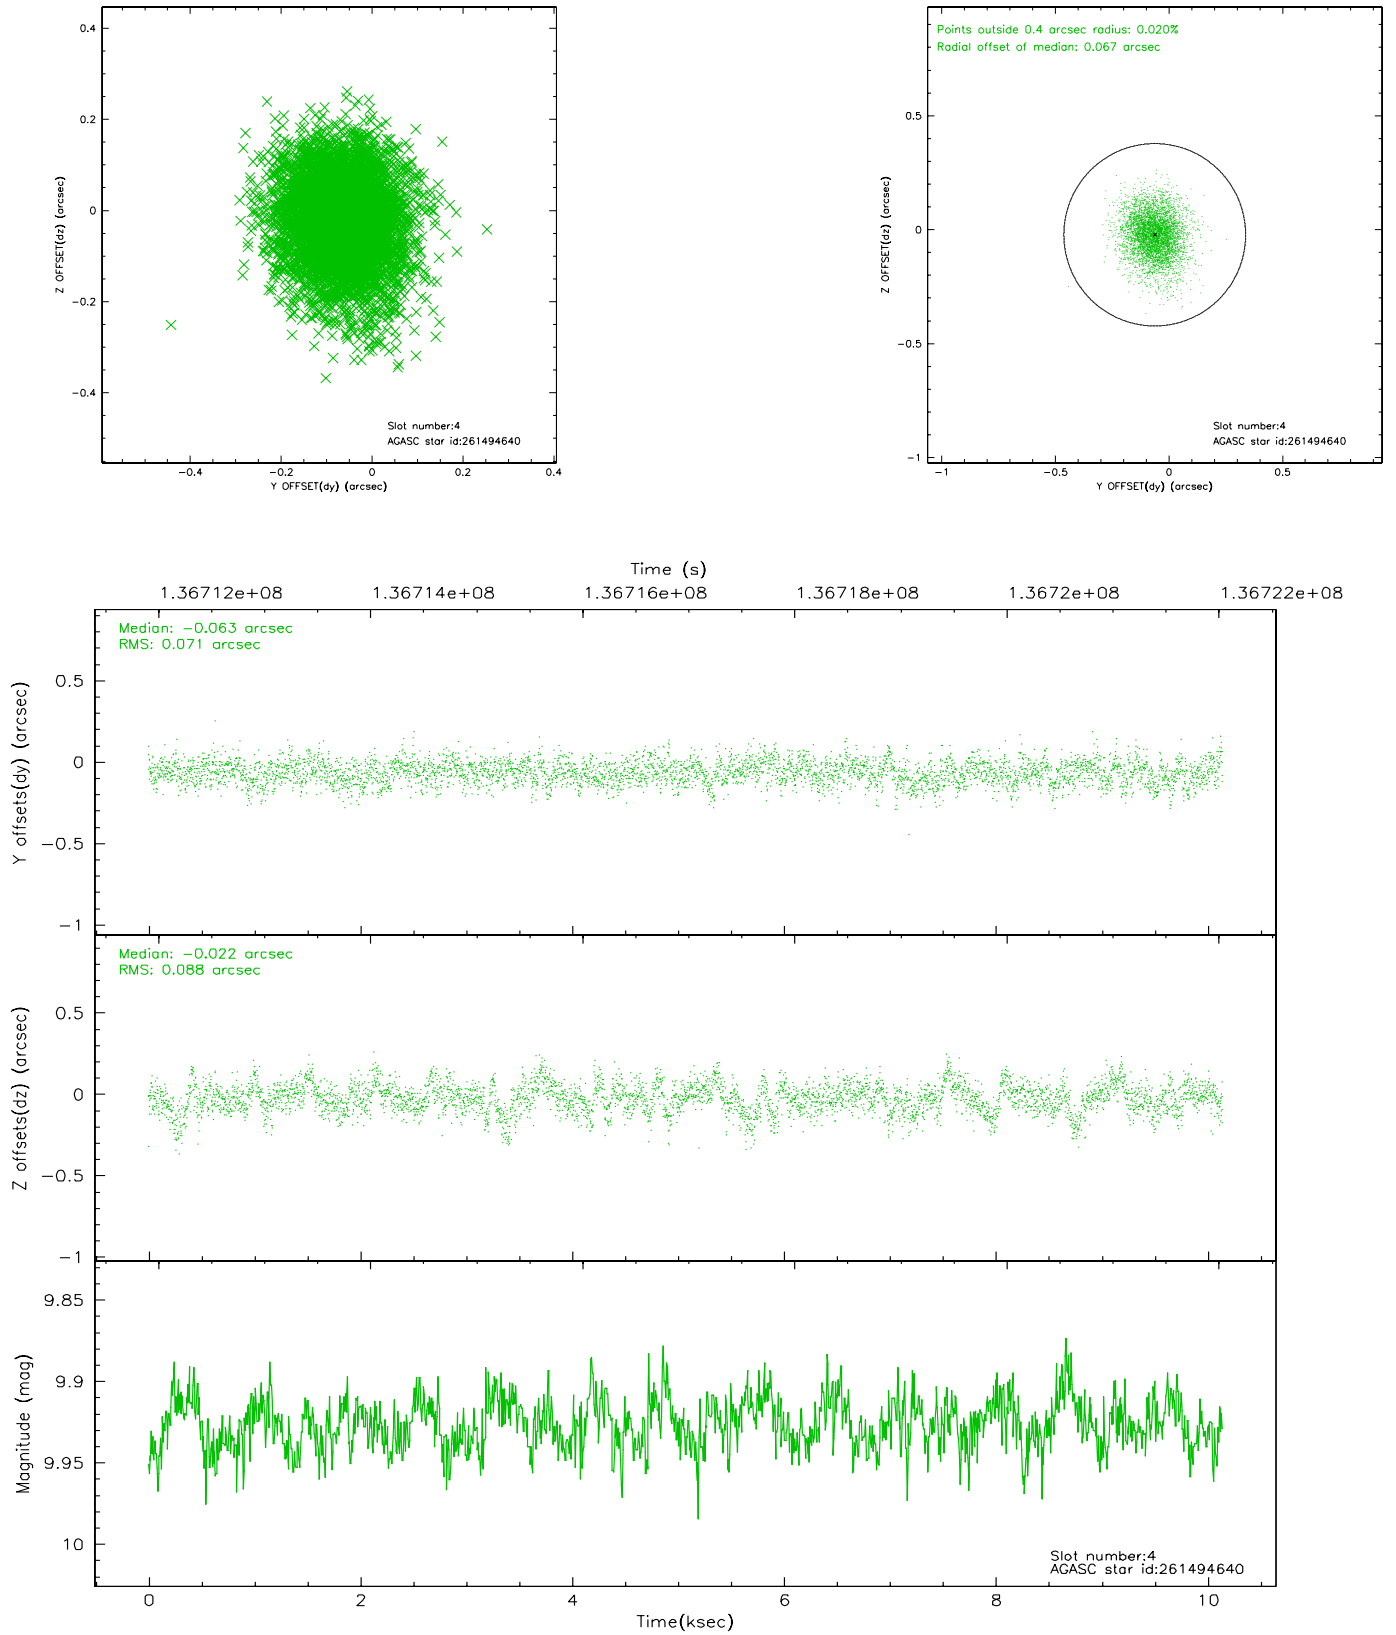 0.4
0.2
0
−0.2
−0.4
Z OFFSET(dz) (arcsec)
Slot number:4
AGASC star id:261494640
−0.4 −0.2 0 0.2 0.4
Y OFFSET(dy) (arcsec)
Points outside 0.4 arcsec radius: 0.020%
Radial offset of median: 0.067 arcsec
0.5
0
−0.5
−1
Z OFFSET(dz) (arcsec)
Slot number:4
AGASC star id:261494640
−1 −0.5 0 0.5
Y OFFSET(dy) (arcsec)
Time (s)
1.36712e+08 1.36714e+08 1.36716e+08 1.36718e+08 1.3672e+08 1.36722e+08
Median: −0.063 arcsec
RMS: 0.071 arcsec
0.5
0
−0.5
−1
Y offsets(dy) (arcsec)
Median: −0.022 arcsec
RMS: 0.088 arcsec
0.5
0
−0.5
−1
Z offsets(dz) (arcsec)
9.85
9.9
9.95
10
Magnitude (mag)
Slot number:4
AGASC star id:261494640
0 2 4 6 8 10
Time(ksec)